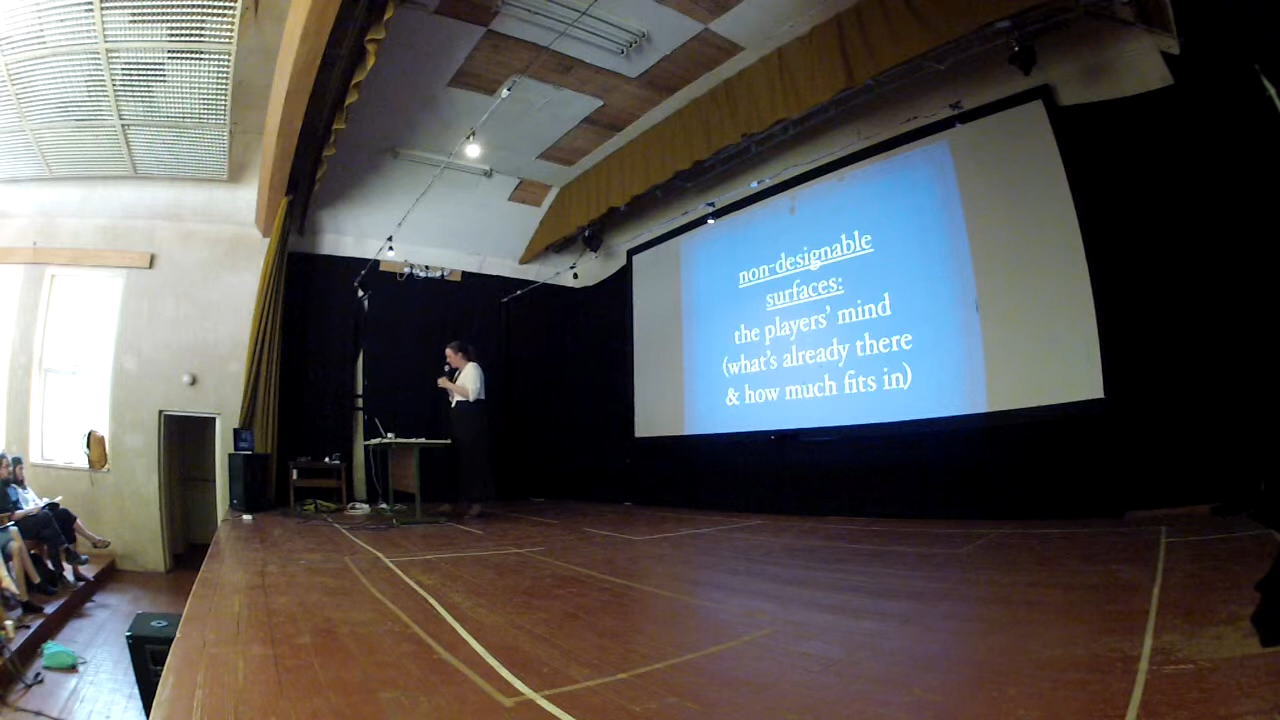 non-designable
surfaces:
the players’ mind
(what’s already there
& how much fits in)